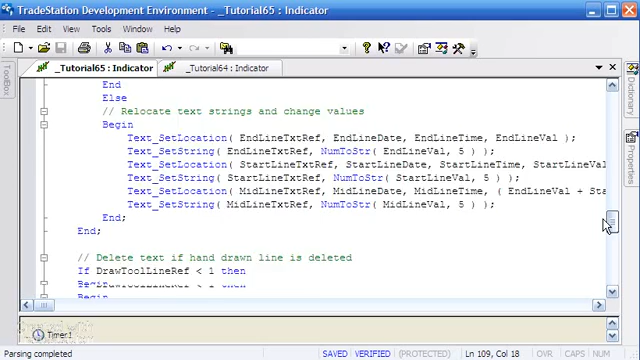 TradeStation Development Environment - _Tutorial65 : Indicator
File Edit View Tools Window Help
_Tutorial65 : Indicator
_Tutorial64 : Indicator
ToolBox
Dictionary
Properties
End
Else
// Relocate text strings and change values
Begin
Text_SetLocation( EndLineTxtRef, EndLineDate, EndLineTime, EndLineVal );
Text_SetString( EndLineTxtRef, NumToStr( EndLineVal, 5 ) );
Text_SetLocation( StartLineTxtRef, StartLineDate, StartLineTime, StartLineVal
Text_SetString( StartLineTxtRef, NumToStr( StartLineVal, 5 ) );
Text_SetLocation( MidLineTxtRef, MidLineDate, MidLineTime, ( EndLineVal + Sta
Text_SetString( MidLineTxtRef, NumToStr( MidLineVal, 5 ) );
End;
End;
// Delete text if hand drawn line is deleted
If DrawToolLineRef < 1 then
Begin
Begin
Timer1
Parsing completed
SAVED VERIFIED (PROTECTED) Ln 109, Col 18 OVR CAPS NUM